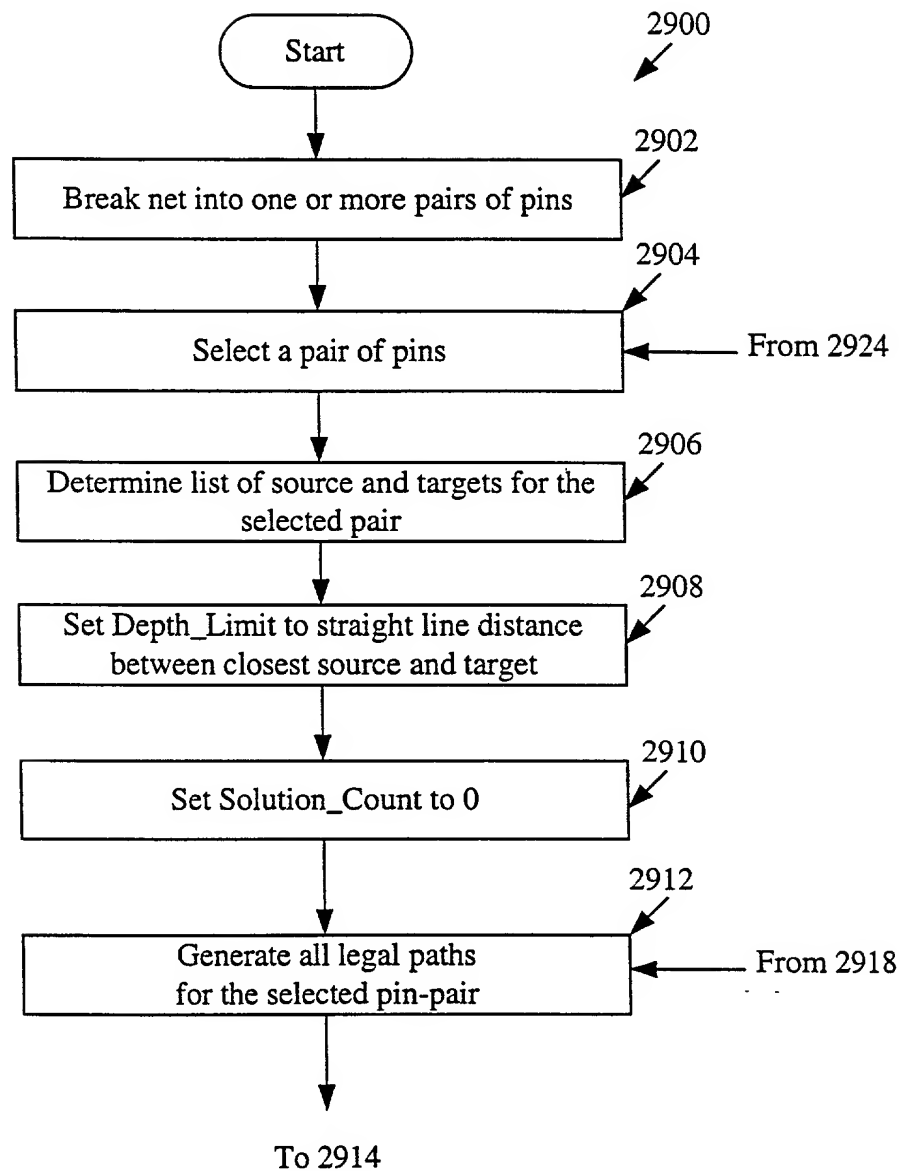 2900
Start
2902
Break net into one or more pairs of pins
2904
Select a pair of pins
From 2924
2906
Determine list of source and targets for the
selected pair
2908
Set Depth_Limit to straight line distance
between closest source and target
2910
Set Solution_Count to 0
2912
Generate all legal paths
for the selected pin-pair
From 2918
To 2914